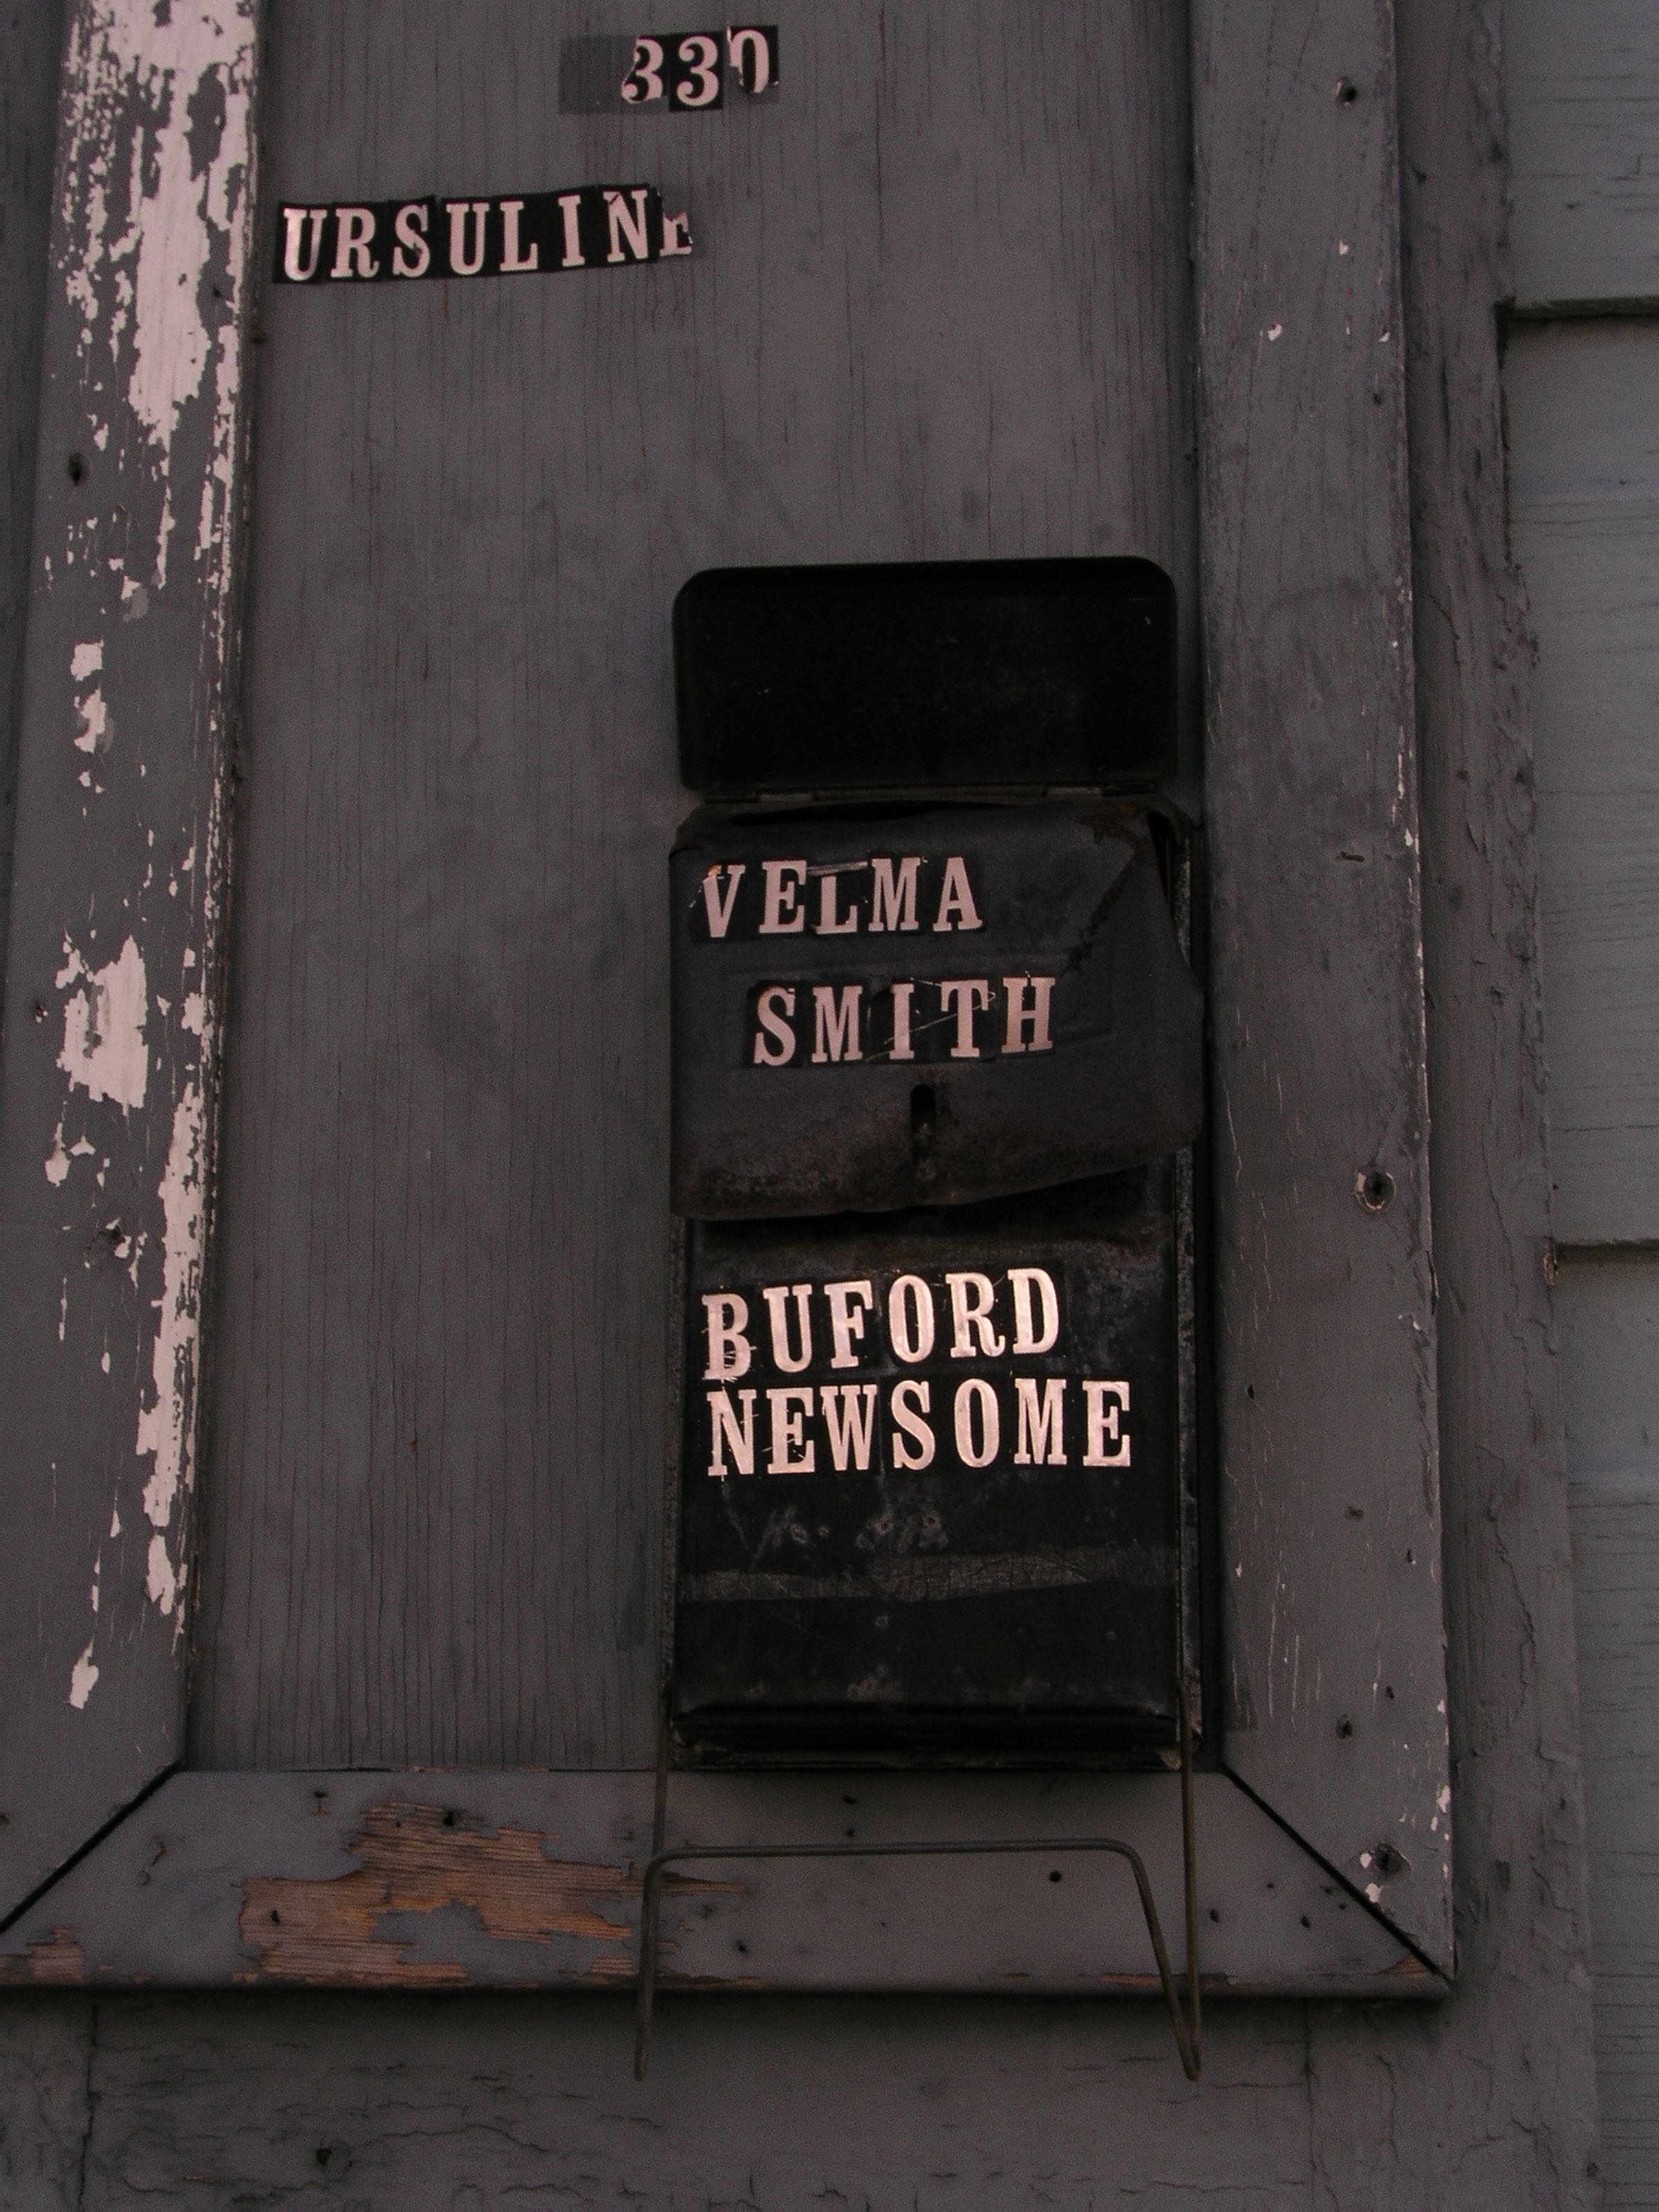 330
URSULINE
VELMA
SMITH
BUFORD
NEWSOME